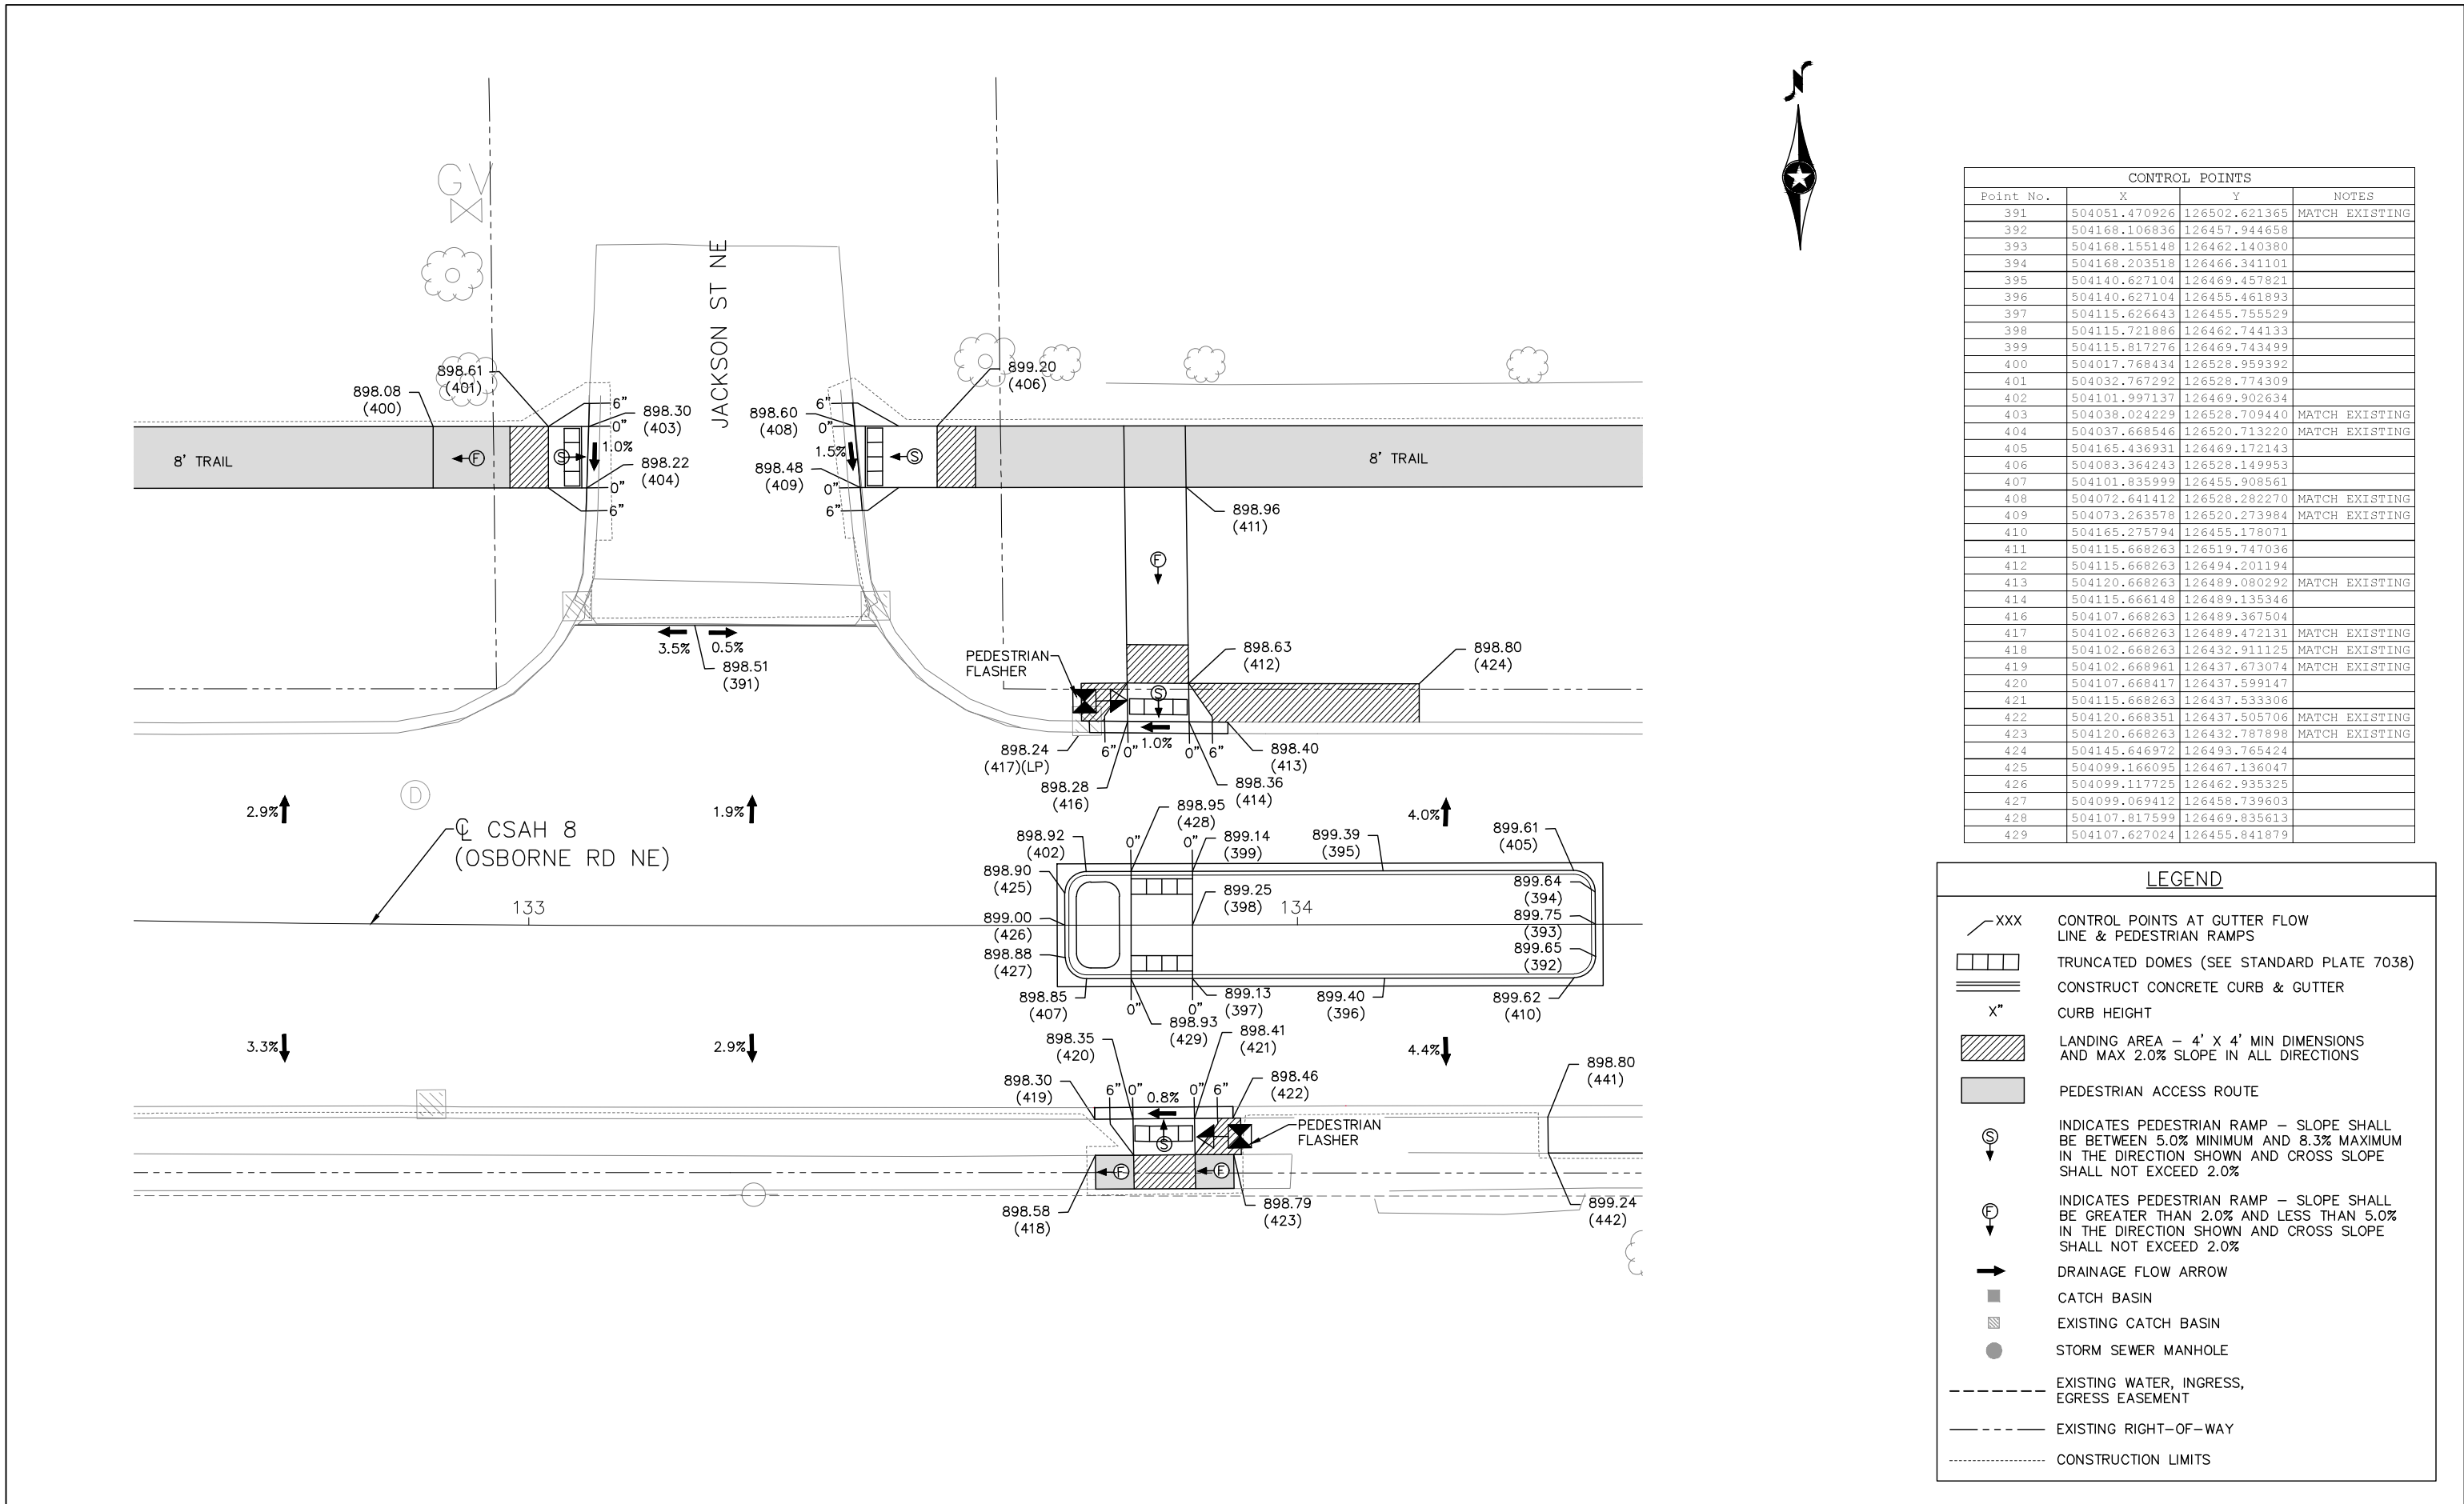 N
GV
JACKSON ST NE
898.61
(401)
898.08
(400)
6"
898.30
(403)
0"
1.0%
898.22
(404)
0"
6"
8' TRAIL
F
S
899.20
(406)
6"
898.60
(408)
0"
1.5%
898.48
(409)
0"
6"
S
8' TRAIL
898.96
(411)
F
3.5%
0.5%
898.51
(391)
PEDESTRIAN
FLASHER
898.63
(412)
898.80
(424)
S
898.24
(417)(LP)
6"
0"
1.0%
0"
6"
898.40
(413)
898.28
(416)
898.36
(414)
2.9%
D
1.9%
4.0%
℄ CSAH 8
(OSBORNE RD NE)
133
134
898.95
(428)
898.92
(402)
0"
0"
899.14
(399)
899.39
(395)
899.61
(405)
898.90
(425)
899.25
(398)
899.64
(394)
899.00
(426)
899.75
(393)
898.88
(427)
899.65
(392)
898.85
(407)
0"
0"
899.13
(397)
899.40
(396)
899.62
(410)
898.93
(429)
898.41
(421)
898.35
(420)
3.3%
2.9%
4.4%
898.30
(419)
6"
0"
0.8%
0"
6"
898.46
(422)
898.80
(441)
S
PEDESTRIAN
FLASHER
F
F
898.58
(418)
898.79
(423)
899.24
(442)
CONTROL POINTS
Point No. X Y NOTES
391 504051.470926 126502.621365 MATCH EXISTING
392 504168.106836 126457.944658
393 504168.155148 126462.140380
394 504168.203518 126466.341101
395 504140.627104 126469.457821
396 504140.627104 126455.461893
397 504115.626643 126455.755529
398 504115.721886 126462.744133
399 504115.817276 126469.743499
400 504017.768434 126528.959392
401 504032.767292 126528.774309
402 504101.997137 126469.902634
403 504038.024229 126528.709440 MATCH EXISTING
404 504037.668546 126520.713220 MATCH EXISTING
405 504165.436931 126469.172143
406 504083.364243 126528.149953
407 504101.835999 126455.908561
408 504072.641412 126528.282270 MATCH EXISTING
409 504073.263578 126520.273984 MATCH EXISTING
410 504165.275794 126455.178071
411 504115.668263 126519.747036
412 504115.668263 126494.201194
413 504120.668263 126489.080292 MATCH EXISTING
414 504115.666148 126489.135346
416 504107.668263 126489.367504
417 504102.668263 126489.472131 MATCH EXISTING
418 504102.668263 126432.911125 MATCH EXISTING
419 504102.668961 126437.673074 MATCH EXISTING
420 504107.668417 126437.599147
421 504115.668263 126437.533306
422 504120.668351 126437.505706 MATCH EXISTING
423 504120.668263 126432.787898 MATCH EXISTING
424 504145.646972 126493.765424
425 504099.166095 126467.136047
426 504099.117725 126462.935325
427 504099.069412 126458.739603
428 504107.817599 126469.835613
429 504107.627024 126455.841879
LEGEND
XXX CONTROL POINTS AT GUTTER FLOW
LINE & PEDESTRIAN RAMPS
TRUNCATED DOMES (SEE STANDARD PLATE 7038)
CONSTRUCT CONCRETE CURB & GUTTER
X" CURB HEIGHT
LANDING AREA – 4' X 4' MIN DIMENSIONS
AND MAX 2.0% SLOPE IN ALL DIRECTIONS
PEDESTRIAN ACCESS ROUTE
INDICATES PEDESTRIAN RAMP – SLOPE SHALL
S BE BETWEEN 5.0% MINIMUM AND 8.3% MAXIMUM
IN THE DIRECTION SHOWN AND CROSS SLOPE
SHALL NOT EXCEED 2.0%
INDICATES PEDESTRIAN RAMP – SLOPE SHALL
F BE GREATER THAN 2.0% AND LESS THAN 5.0%
IN THE DIRECTION SHOWN AND CROSS SLOPE
SHALL NOT EXCEED 2.0%
DRAINAGE FLOW ARROW
CATCH BASIN
EXISTING CATCH BASIN
STORM SEWER MANHOLE
EXISTING WATER, INGRESS,
EGRESS EASEMENT
EXISTING RIGHT–OF–WAY
CONSTRUCTION LIMITS